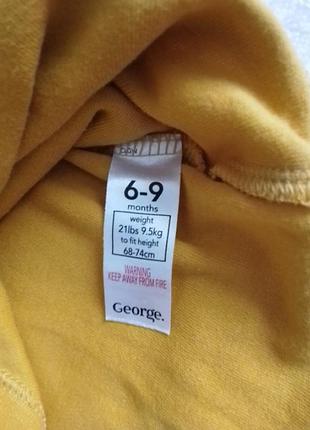 6-9
months
weight
21lbs 9.5kg
to fit height
68-74cm
WARNING
KEEP AWAY FROM FIRE
George.